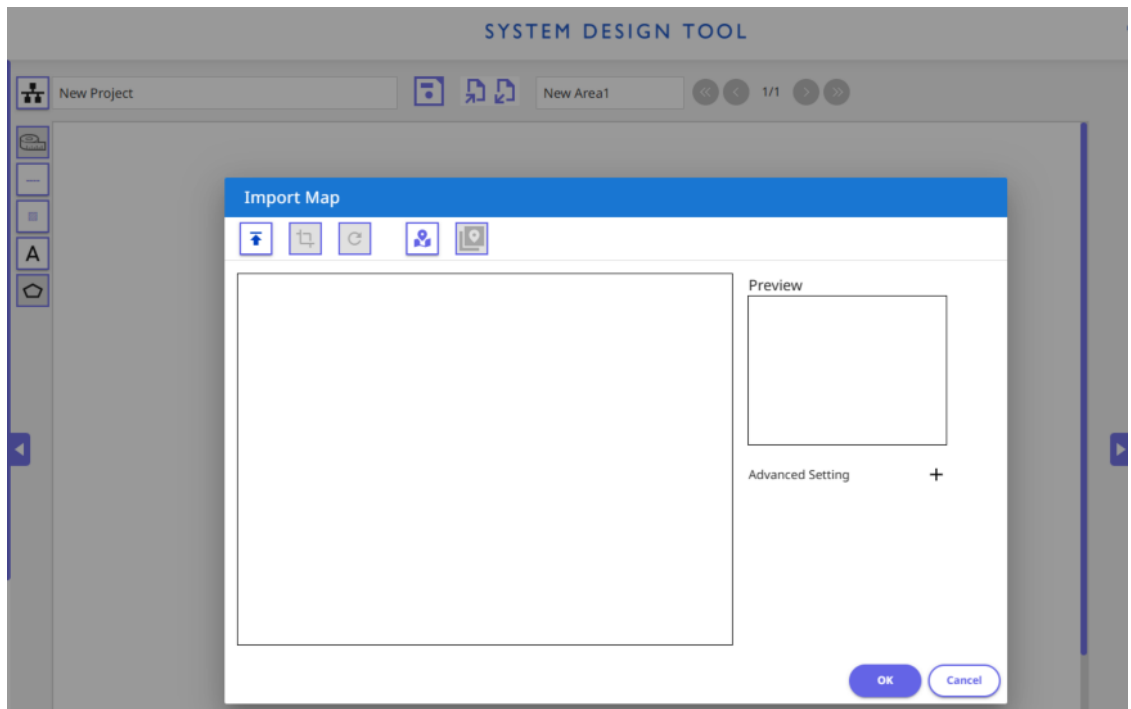 SYSTEM DESIGN TOOL
New Project
New Area1
1/1
A
Import Map
Preview
Advanced Setting
OK
Cancel